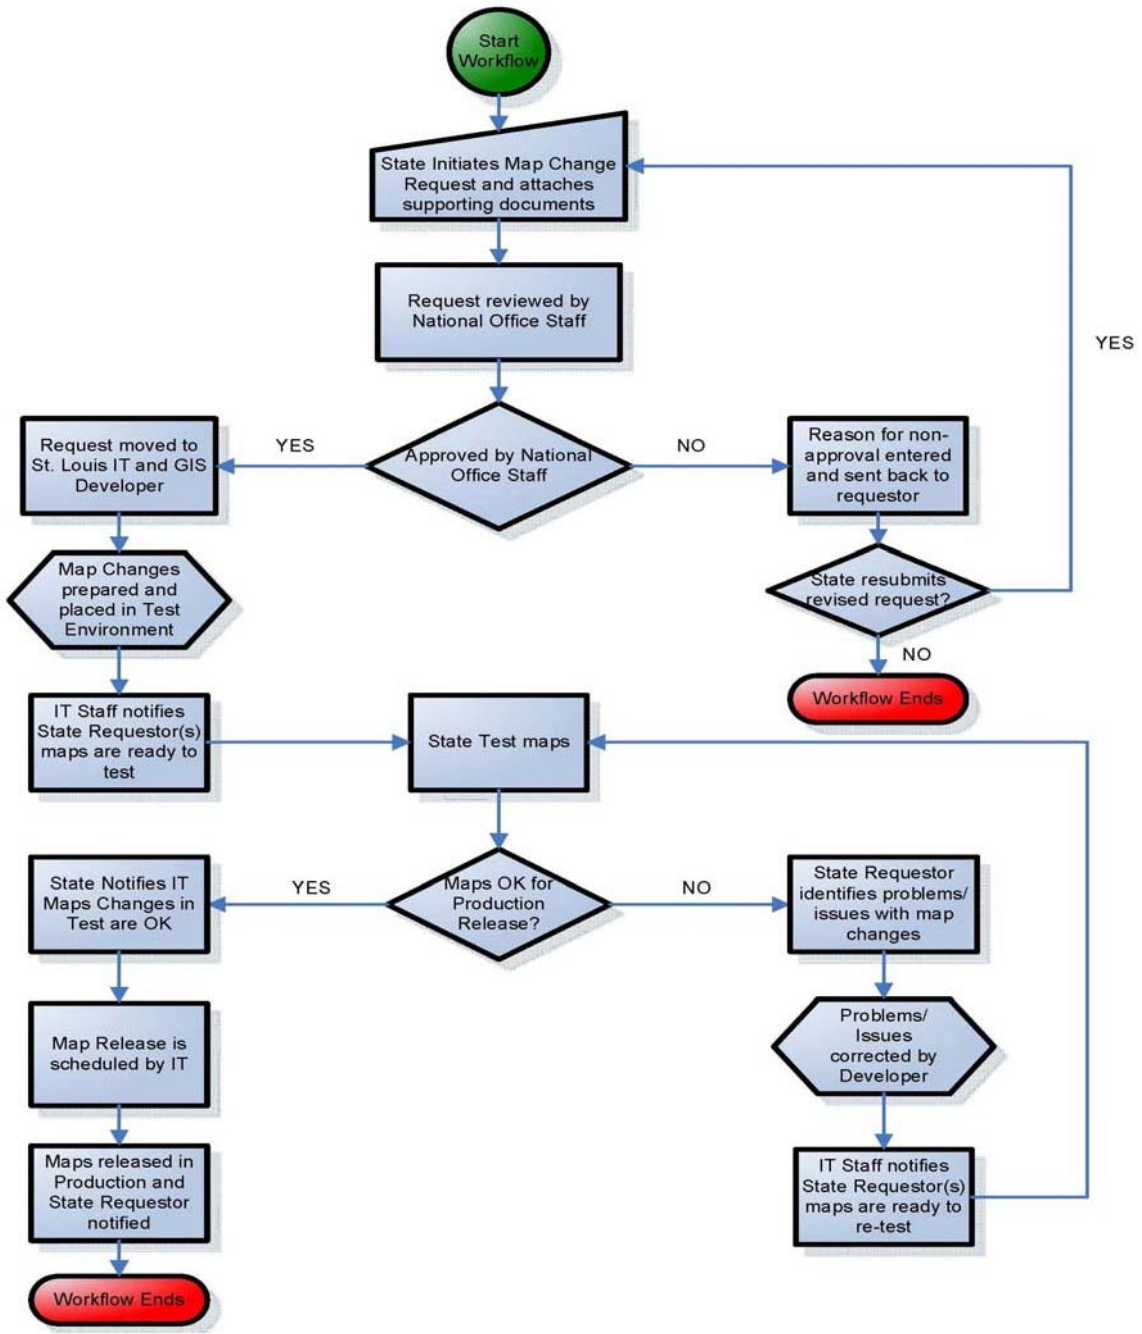 Start
Workflow
State Initiates Map Change
Request and attaches
supporting documents
Request reviewed by
National Office Staff
YES
Approved by National
Office Staff
YES
NO
Request moved to
St. Louis IT and GIS
Developer
Reason for non-
approval entered
and sent back to
requestor
Map Changes
prepared and
placed in Test
Environment
State resubmits
revised request?
NO
Workflow Ends
IT Staff notifies
State Requestor(s)
maps are ready to
test
State Test maps
Maps OK for
Production
Release?
YES
NO
State Notifies IT
Maps Changes in
Test are OK
State Requestor
identifies problems/
issues with map
changes
Map Release is
scheduled by IT
Problems/
Issues
corrected by
Developer
Maps released in
Production and
State Requestor
notified
IT Staff notifies
State Requestor(s)
maps are ready to
re-test
Workflow Ends